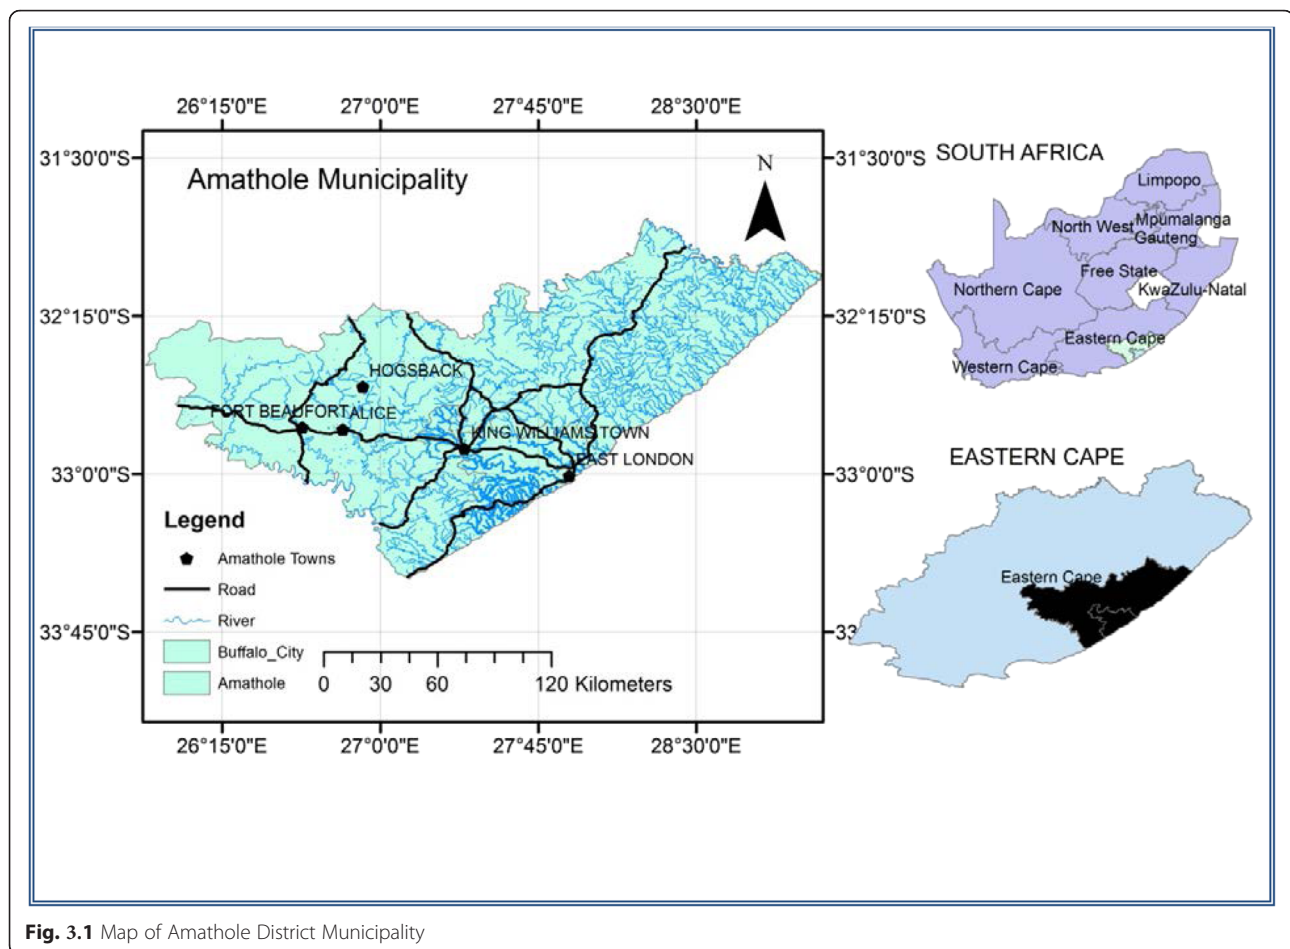 26°15'0"E 27°0'0"E 27°45'0"E 28°30'0"E
31°30'0"S
31°30'0"S
Amathole Municipality
N
32°15'0"S
32°15'0"S
HOGSBACK
FORT BEAUFORT
ALICE
KING WILLIAMS TOWN
EAST LONDON
33°0'0"S
33°0'0"S
Legend
Amathole Towns
Road
River
Buffalo_City
Amathole
33°45'0"S
33
0 30 60 120 Kilometers
26°15'0"E 27°0'0"E 27°45'0"E 28°30'0"E
SOUTH AFRICA
Limpopo
North West
Mpumalanga
Gauteng
Free State
Northern Cape
KwaZulu-Natal
Eastern Cape
Western Cape
EASTERN CAPE
Eastern Cape
Fig. 3.1 Map of Amathole District Municipality